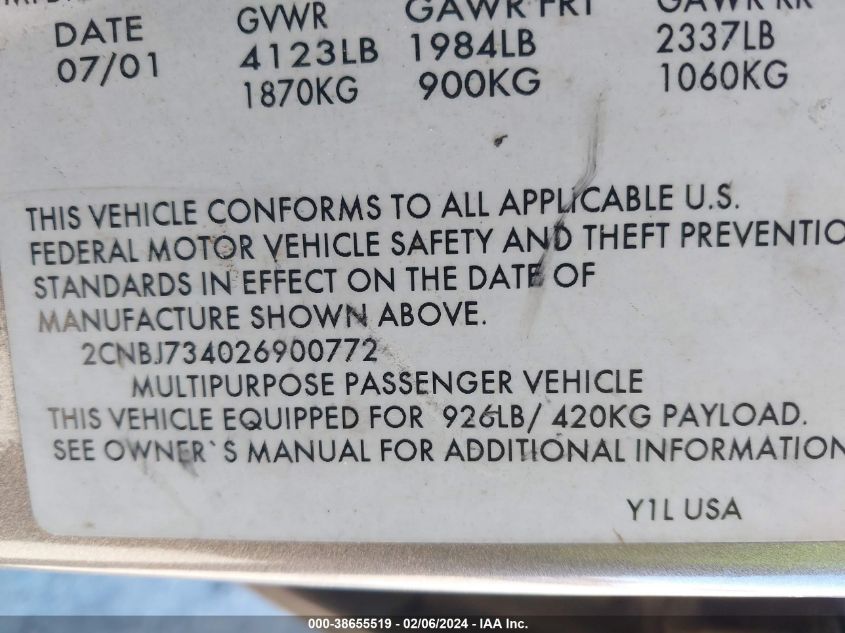 DATE GVWR GAWR FRT GAWR RR
07/01 4123LB 1984LB 2337LB
1870KG 900KG 1060KG
THIS VEHICLE CONFORMS TO ALL APPLICABLE U.S.
FEDERAL MOTOR VEHICLE SAFETY AND THEFT PREVENTIO
STANDARDS IN EFFECT ON THE DATE OF
MANUFACTURE SHOWN ABOVE.
2CNBJ734026900772
MULTIPURPOSE PASSENGER VEHICLE
THIS VEHICLE EQUIPPED FOR 926LB/ 420KG PAYLOAD.
SEE OWNER`S MANUAL FOR ADDITIONAL INFORMATION
Y1L USA
000-38655519 - 02/06/2024 - IAA Inc.